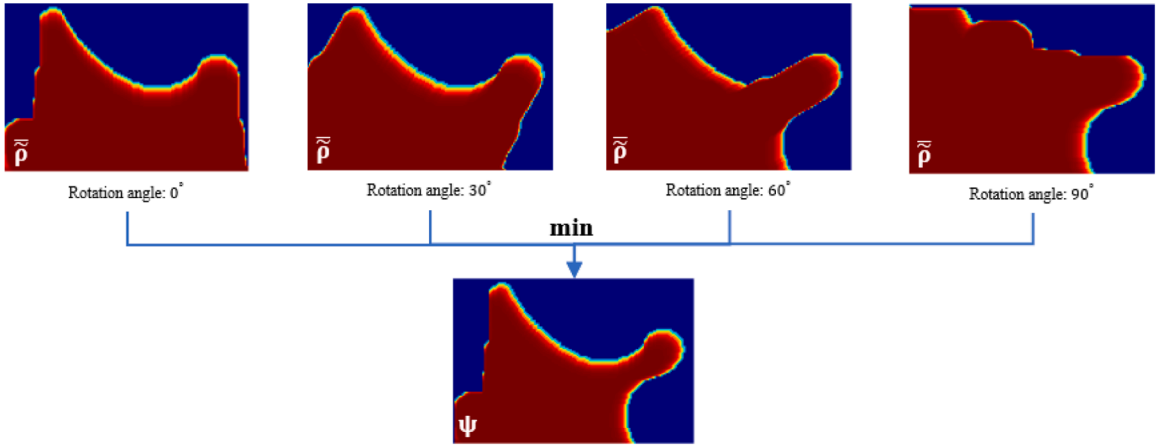 ρ̃̄
ρ̃̄
ρ̃̄
ρ̃̄
Rotation angle: 0°
Rotation angle: 30°
Rotation angle: 60°
Rotation angle: 90°
min
ψ